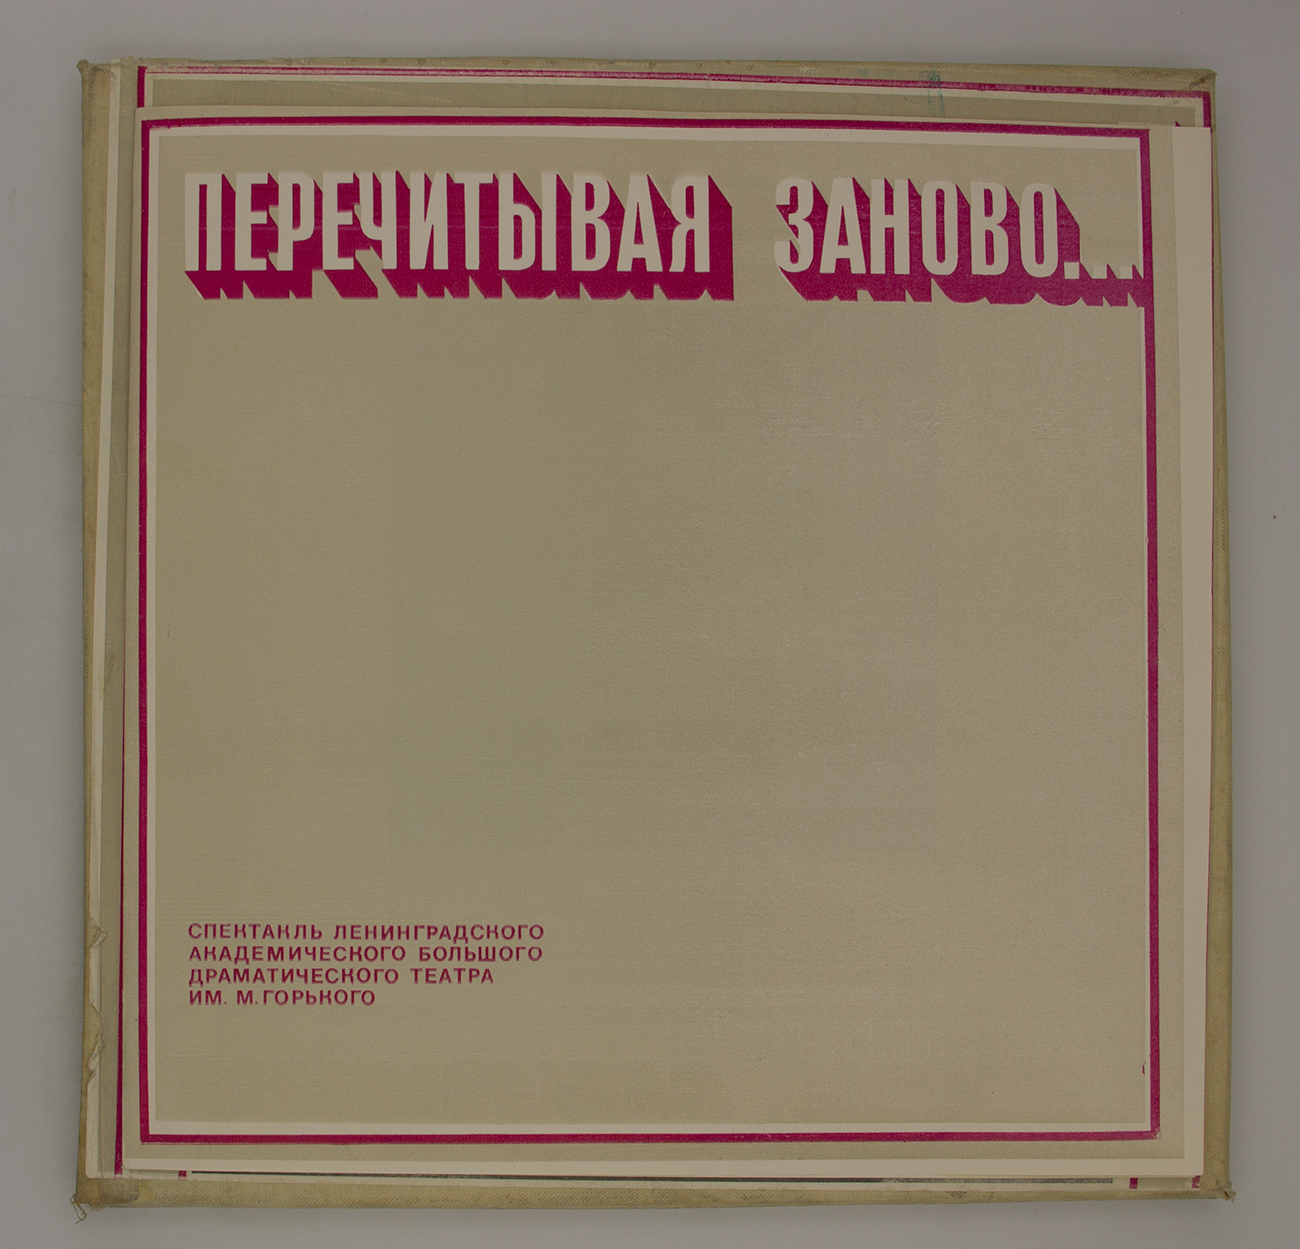 ПЕРЕЧИТЫВАЯ ЗАНОВО...
СПЕКТАКЛЬ ЛЕНИНГРАДСКОГО
АКАДЕМИЧЕСКОГО БОЛЬШОГО
ДРАМАТИЧЕСКОГО ТЕАТРА
ИМ. М.ГОРЬКОГО